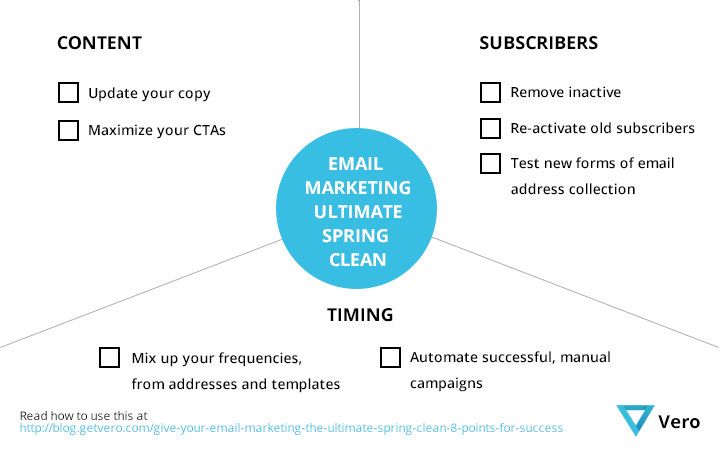 CONTENT
Update your copy
Maximize your CTAs
SUBSCRIBERS
Remove inactive
Re-activate old subscribers
Test new forms of email
address collection
EMAIL
MARKETING
ULTIMATE
SPRING
CLEAN
TIMING
Mix up your frequencies,
from addresses and templates
Automate successful, manual
campaigns
Read how to use this at
http://blog.getvero.com/give-your-email-marketing-the-ultimate-spring-clean-8-points-for-success
Vero